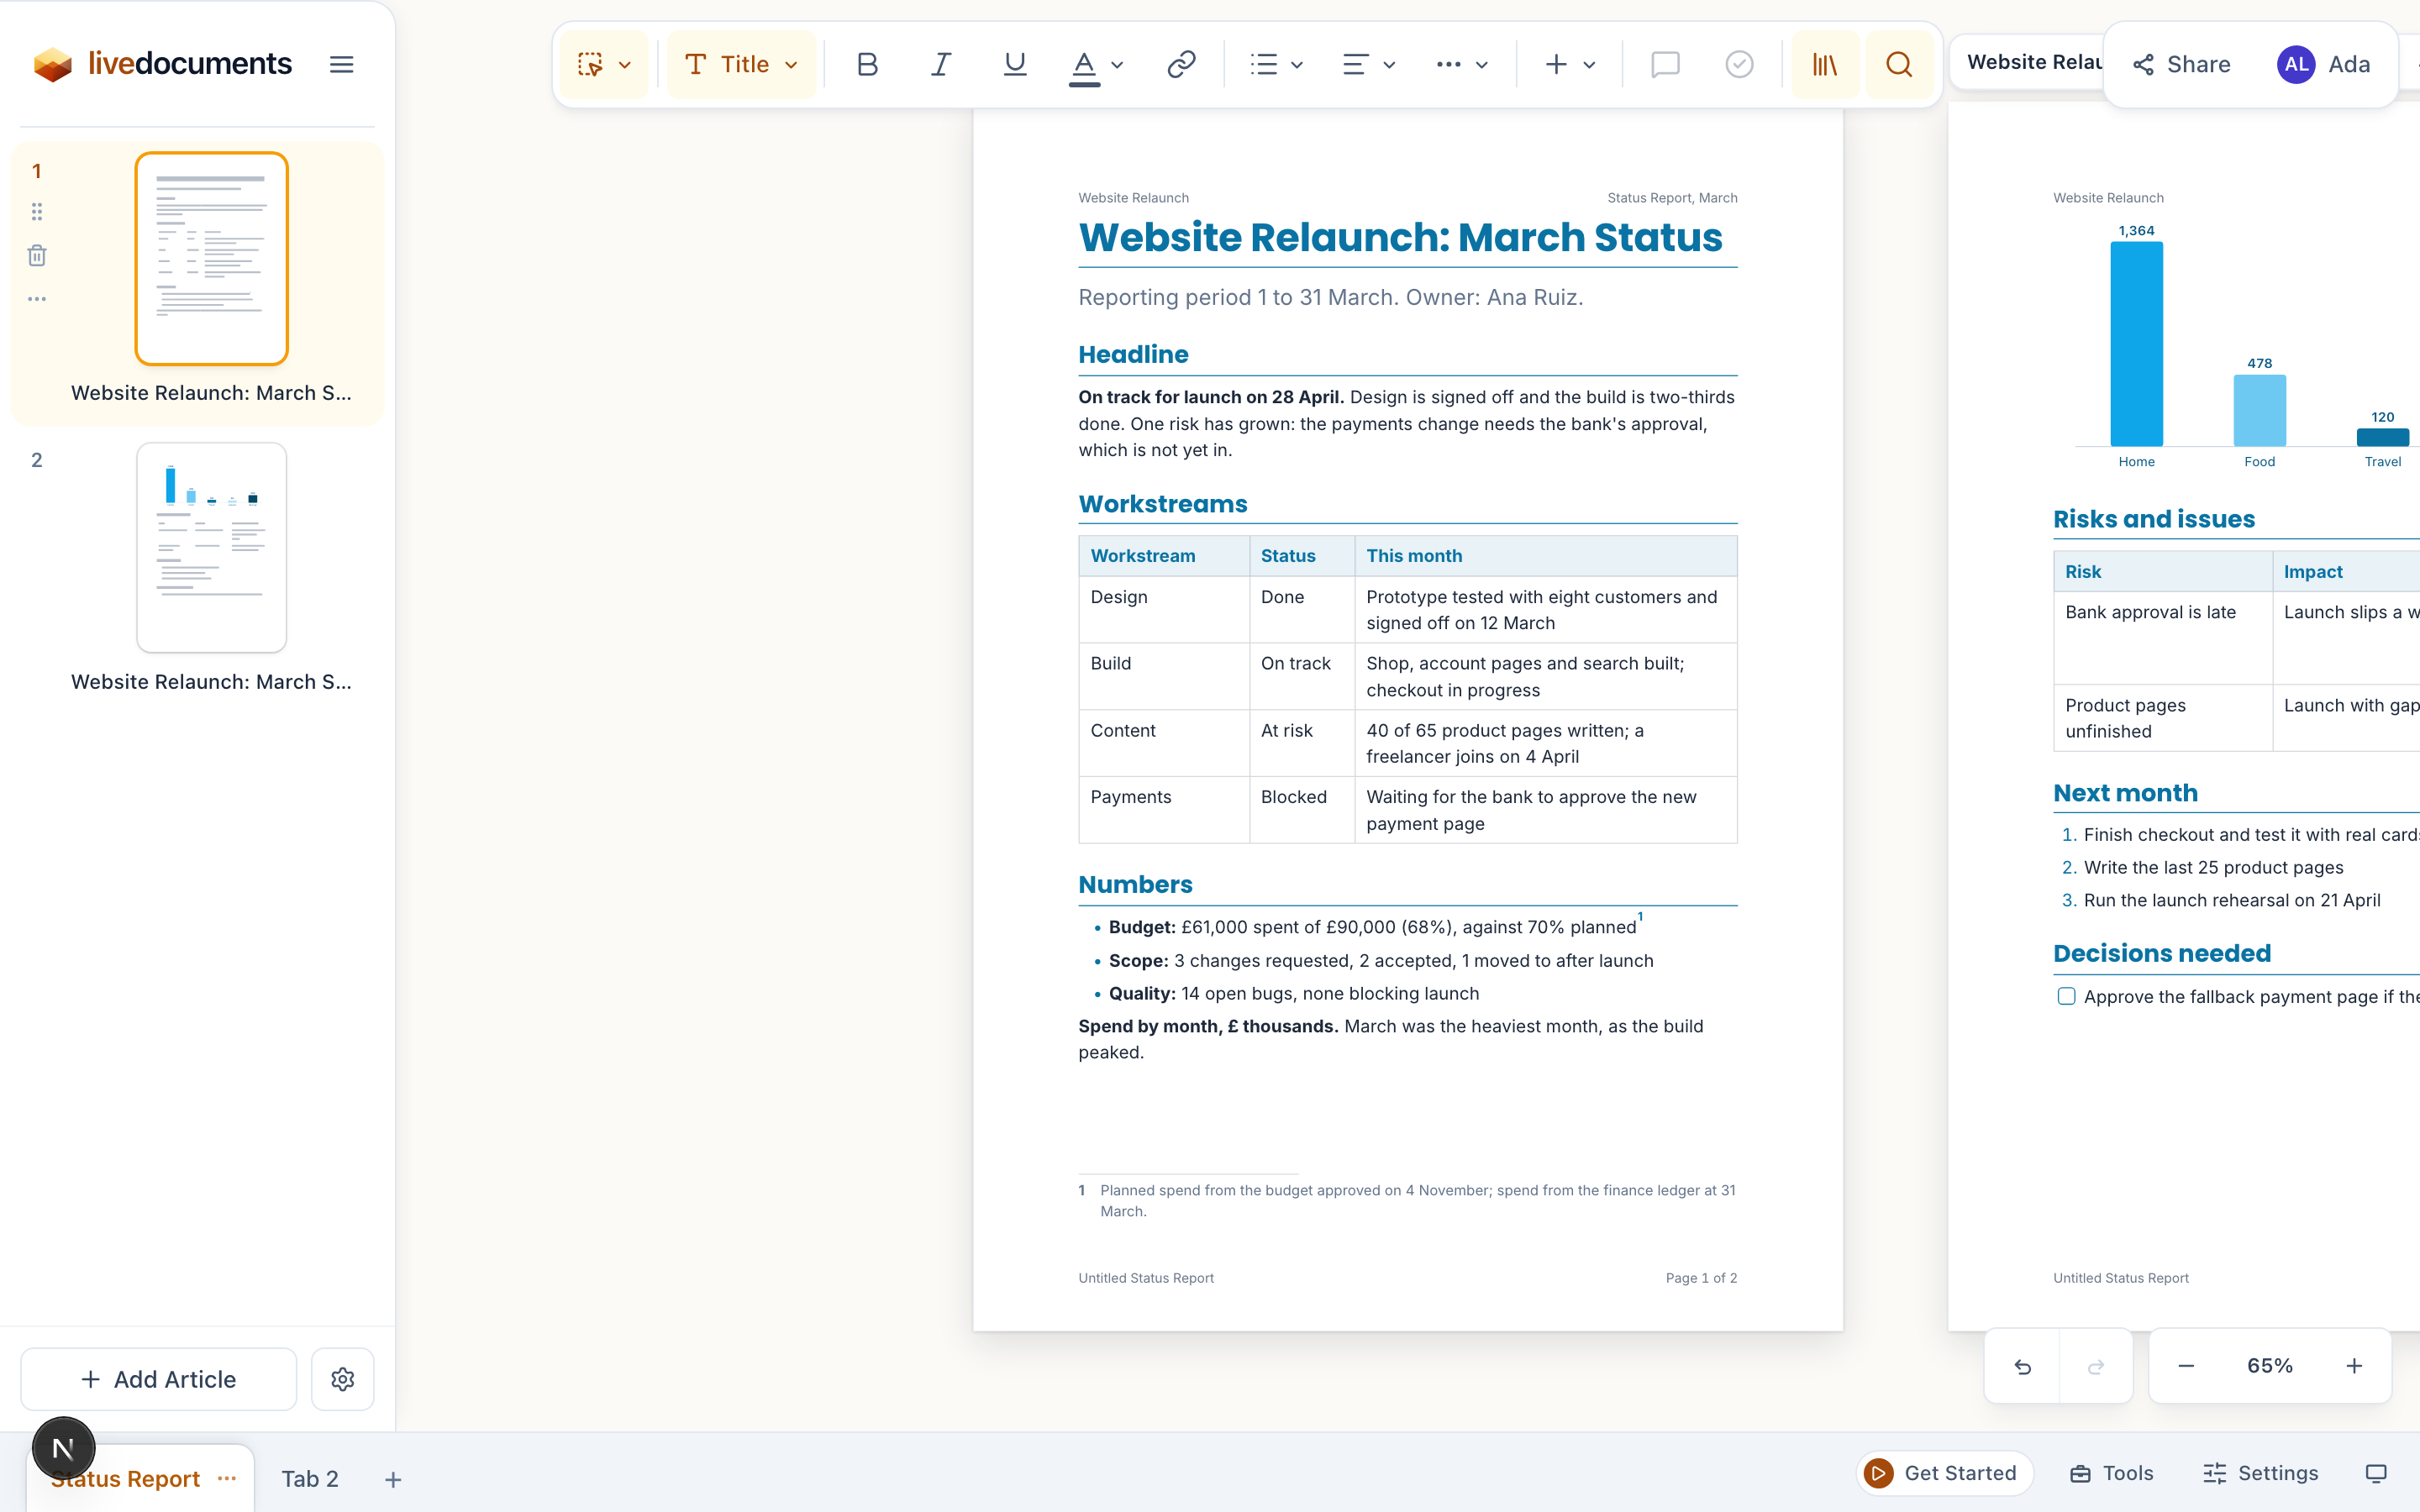 livedocuments
Title
Website Relau
Share
AL
Ada
1
Website Relaunch: March S...
2
Website Relaunch: March S...
Add Article
Website Relaunch
Status Report, March
Website Relaunch: March Status
Reporting period 1 to 31 March. Owner: Ana Ruiz.
Headline
On track for launch on 28 April. Design is signed off and the build is two-thirds
done. One risk has grown: the payments change needs the bank's approval,
which is not yet in.
Workstreams
Workstream Status This month
Design Done Prototype tested with eight customers and
signed off on 12 March
Build On track Shop, account pages and search built;
checkout in progress
Content At risk 40 of 65 product pages written; a
freelancer joins on 4 April
Payments Blocked Waiting for the bank to approve the new
payment page
Numbers
• Budget: £61,000 spent of £90,000 (68%), against 70% planned1
• Scope: 3 changes requested, 2 accepted, 1 moved to after launch
• Quality: 14 open bugs, none blocking launch
Spend by month, £ thousands. March was the heaviest month, as the build
peaked.
1 Planned spend from the budget approved on 4 November; spend from the finance ledger at 31
March.
Untitled Status Report
Page 1 of 2
Website Relaunch
1,364
478
120
Home Food Travel
Risks and issues
Risk Impact
Bank approval is late Launch slips a w
Product pages Launch with gap
unfinished
Next month
1. Finish checkout and test it with real card
2. Write the last 25 product pages
3. Run the launch rehearsal on 21 April
Decisions needed
Approve the fallback payment page if the
Untitled Status Report
65%
N
Status Report
Tab 2
Get Started
Tools
Settings